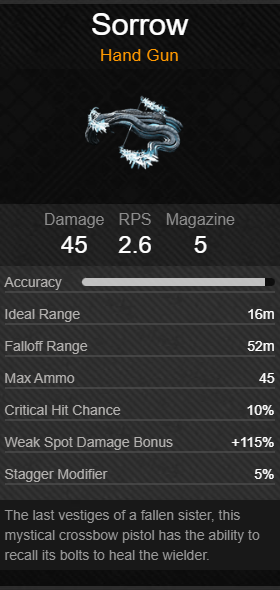 Sorrow
Hand Gun
Damage RPS Magazine
45 2.6 5
Accuracy
Ideal Range 16m
Falloff Range 52m
Max Ammo 45
Critical Hit Chance 10%
Weak Spot Damage Bonus +115%
Stagger Modifier 5%
The last vestiges of a fallen sister, this
mystical crossbow pistol has the ability to
recall its bolts to heal the wielder.